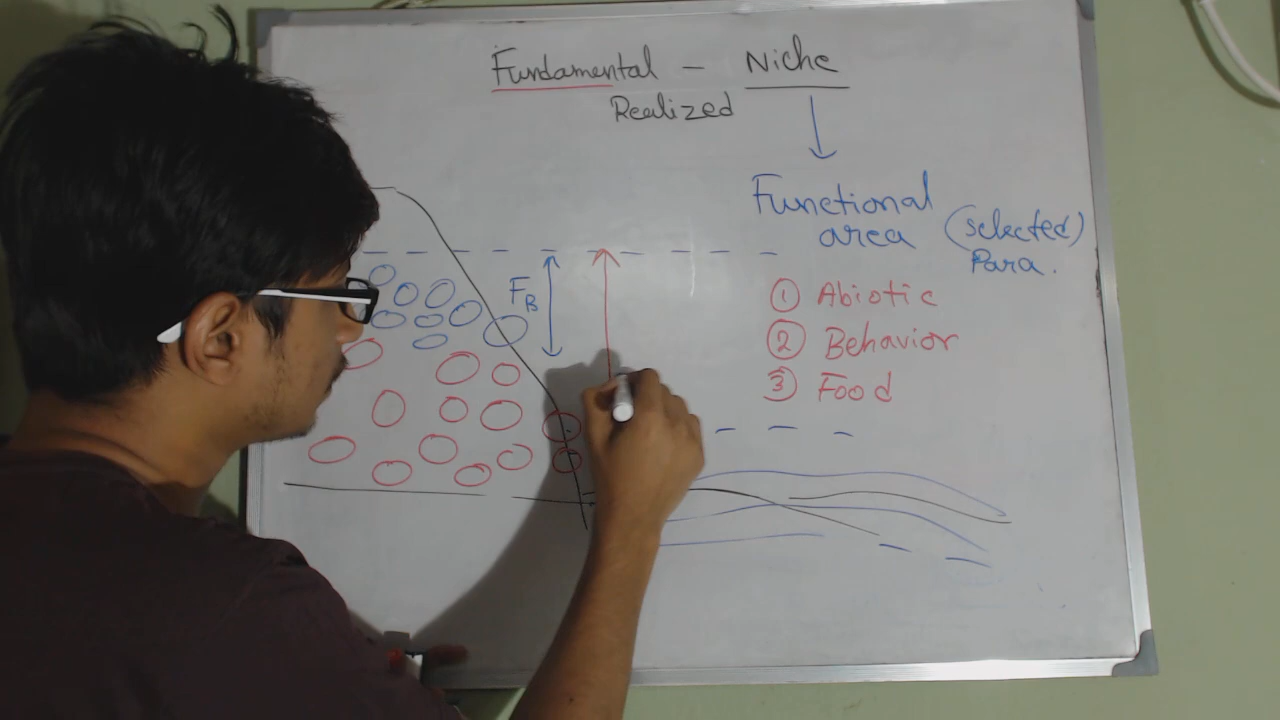 Fundamental – Niche
Realized
Functional
area (selected)
Para.
① Abiotic
② Behavior
③ Food
F_B